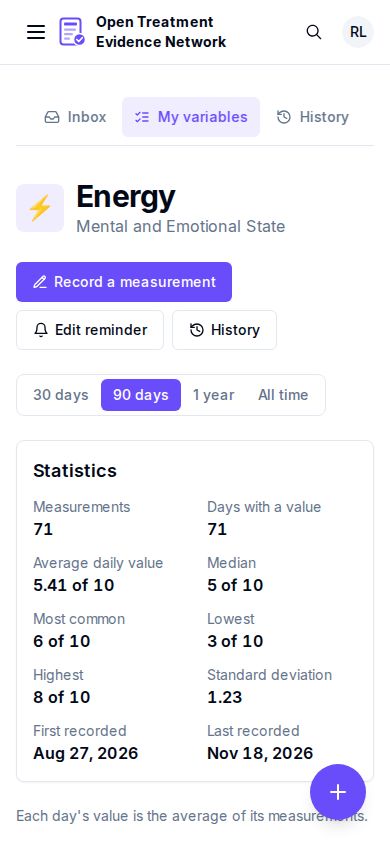 Open Treatment
Evidence Network
RL
Inbox
My variables
History
Energy
Mental and Emotional State
Record a measurement
Edit reminder
History
30 days
90 days
1 year
All time
Statistics
Measurements
71
Days with a value
71
Average daily value
5.41 of 10
Median
5 of 10
Most common
6 of 10
Lowest
3 of 10
Highest
8 of 10
Standard deviation
1.23
First recorded
Aug 27, 2026
Last recorded
Nov 18, 2026
Each day's value is the average of its measurements.